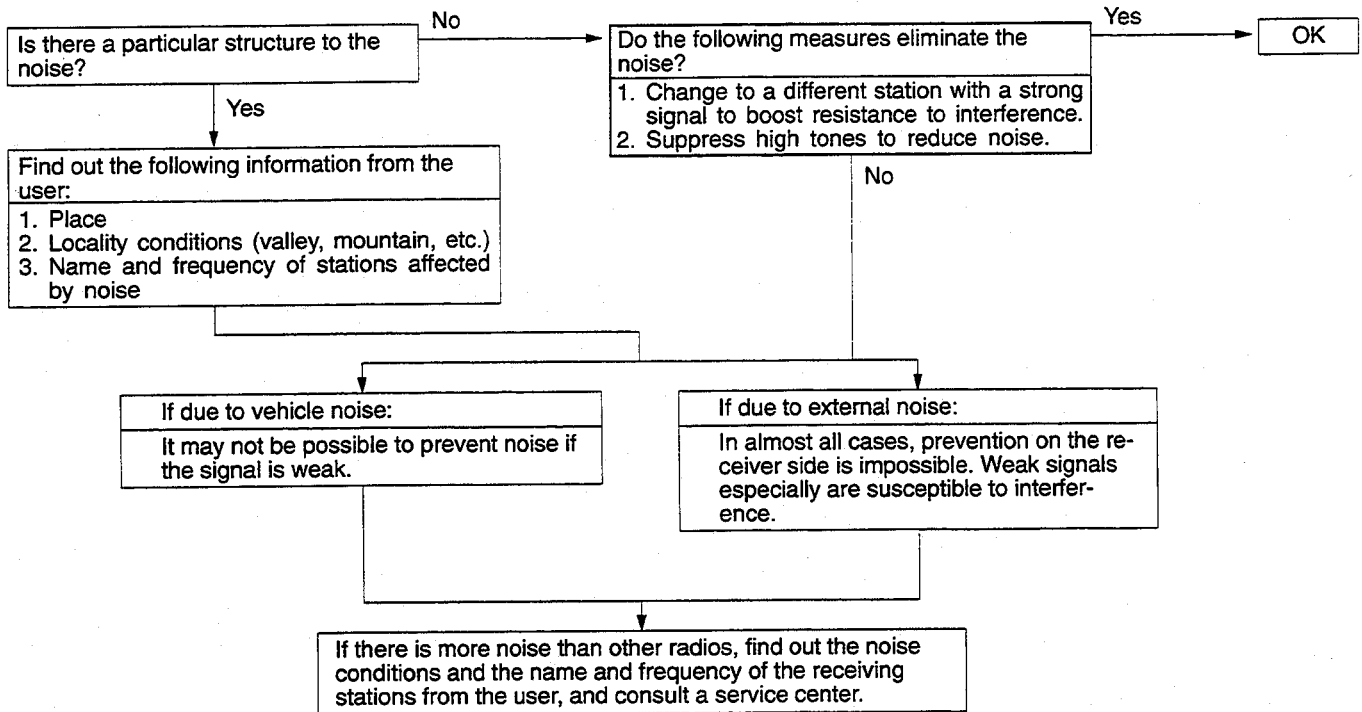 Is there a particular structure to the
noise?
No
Do the following measures eliminate the
noise?
1. Change to a different station with a strong
signal to boost resistance to interference.
2. Suppress high tones to reduce noise.
Yes
OK
Yes
Find out the following information from the
user:
1. Place
2. Locality conditions (valley, mountain, etc.)
3. Name and frequency of stations affected
by noise
No
If due to vehicle noise:
It may not be possible to prevent noise if
the signal is weak.
If due to external noise:
In almost all cases, prevention on the re-
ceiver side is impossible. Weak signals
especially are susceptible to interfer-
ence.
If there is more noise than other radios, find out the noise
conditions and the name and frequency of the receiving
stations from the user, and consult a service center.